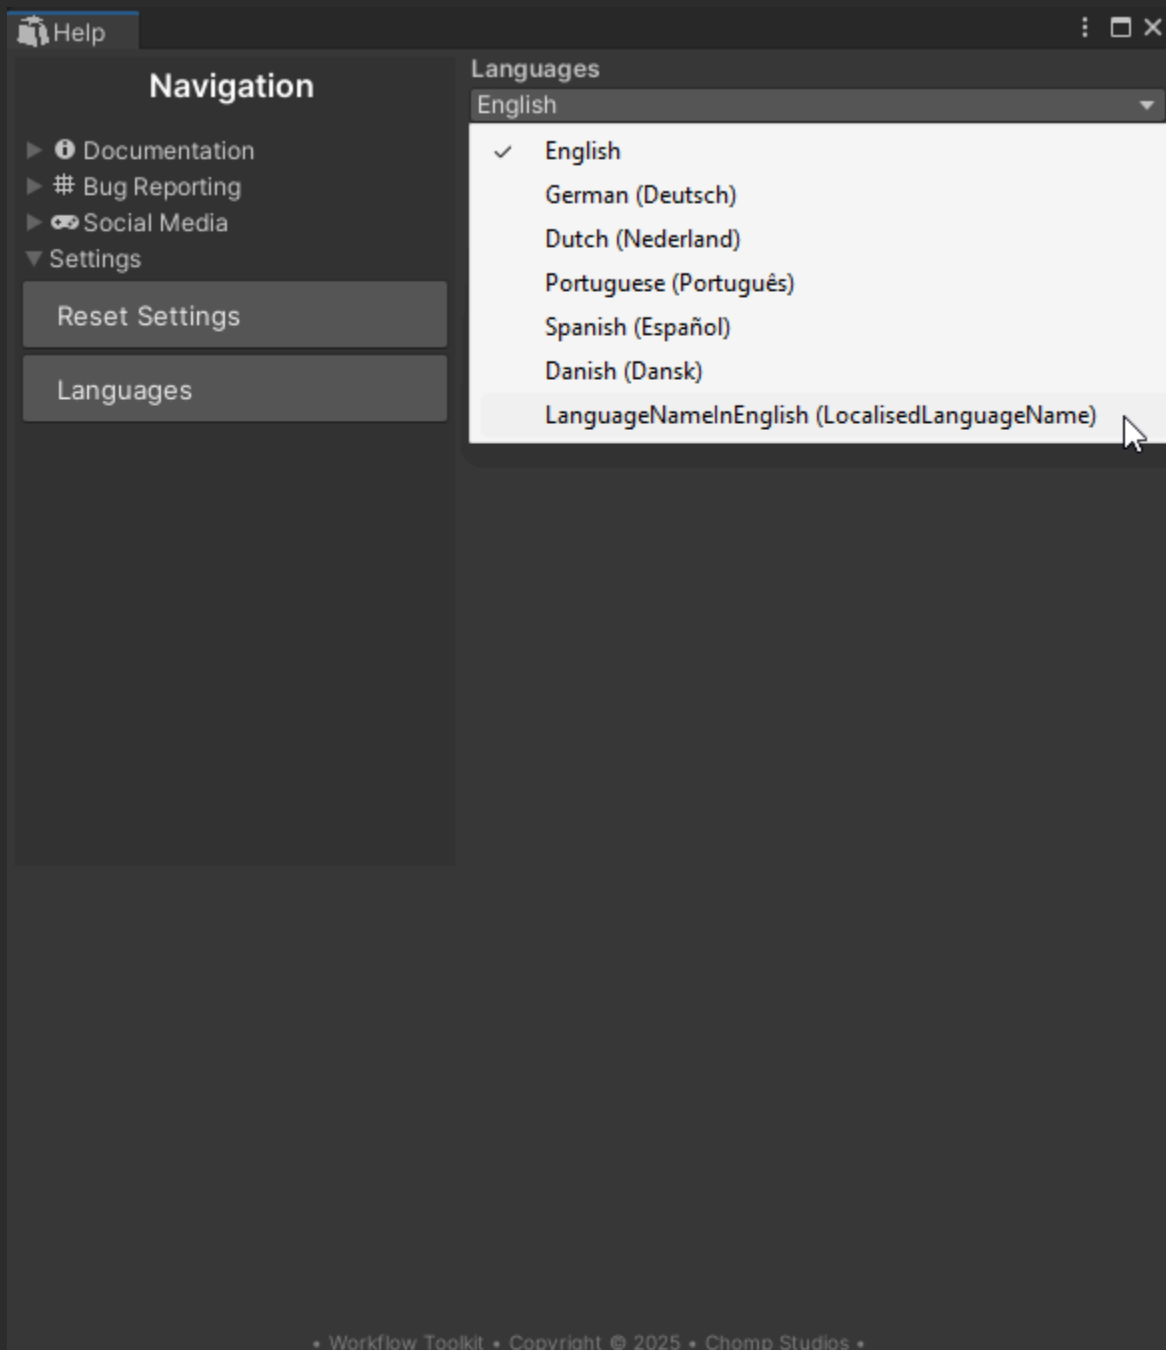 Help
Navigation
Documentation
Bug Reporting
Social Media
Settings
Reset Settings
Languages
Languages
English
English
German (Deutsch)
Dutch (Nederland)
Portuguese (Português)
Spanish (Español)
Danish (Dansk)
LanguageNameInEnglish (LocalisedLanguageName)
• Workflow Toolkit • Copyright © 2025 • Chomp Studios •